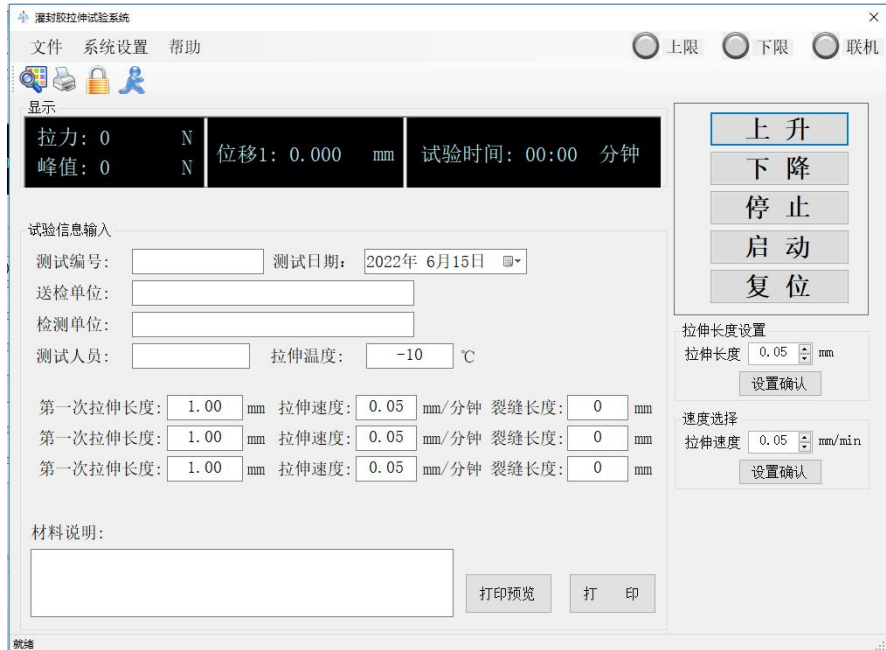 灌封胶拉伸试验系统
文件 系统设置 帮助 上限 下限 联机
显示
拉力: 0 N
峰值: 0 N
位移1: 0.000 mm
试验时间: 00:00 分钟
上 升
下 降
停 止
启 动
复 位
试验信息输入
测试编号: 测试日期: 2022年 6月15日
送检单位:
检测单位:
测试人员: 拉伸温度: -10 ℃
第一次拉伸长度: 1.00 mm 拉伸速度: 0.05 mm/分钟 裂缝长度: 0 mm
第一次拉伸长度: 1.00 mm 拉伸速度: 0.05 mm/分钟 裂缝长度: 0 mm
第一次拉伸长度: 1.00 mm 拉伸速度: 0.05 mm/分钟 裂缝长度: 0 mm
拉伸长度设置
拉伸长度 0.05 mm
设置确认
速度选择
拉伸速度 0.05 mm/min
设置确认
材料说明:
打印预览 打 印
就绪